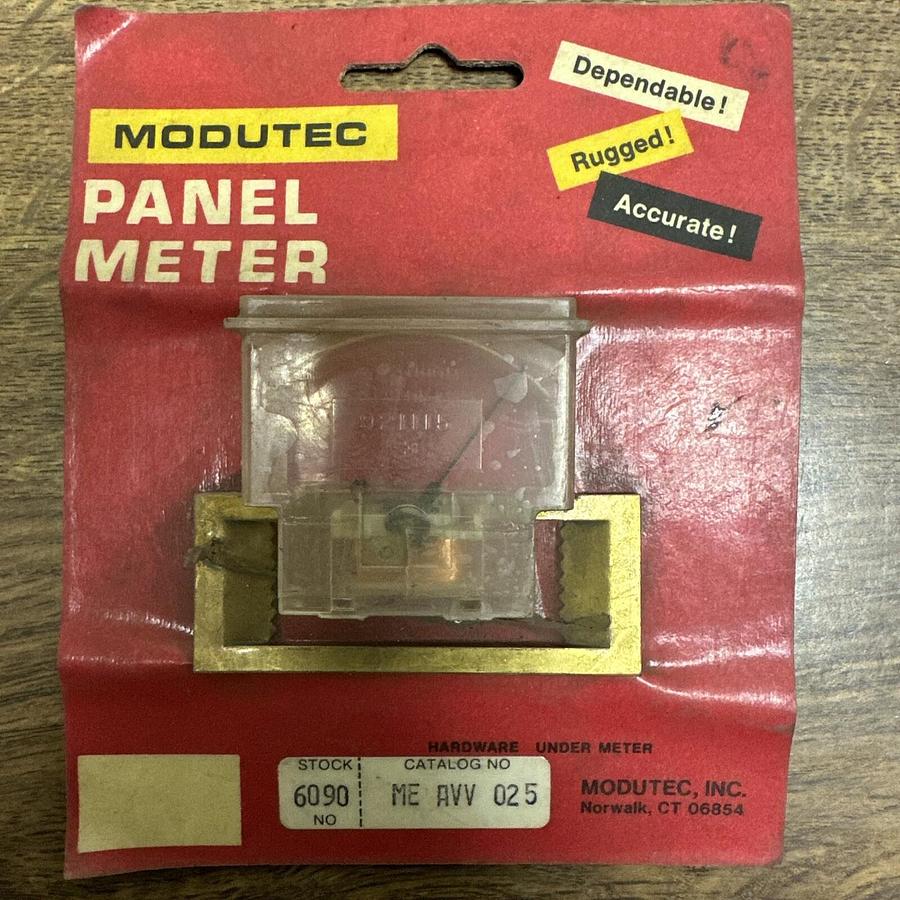 Dependable!
MODUTEC
Rugged!
PANEL
Accurate!
METER
HARDWARE UNDER METER
STOCK
CATALOG NO
6090
ME AVV 025
NO
MODUTEC, INC.
Norwalk, CT 06854